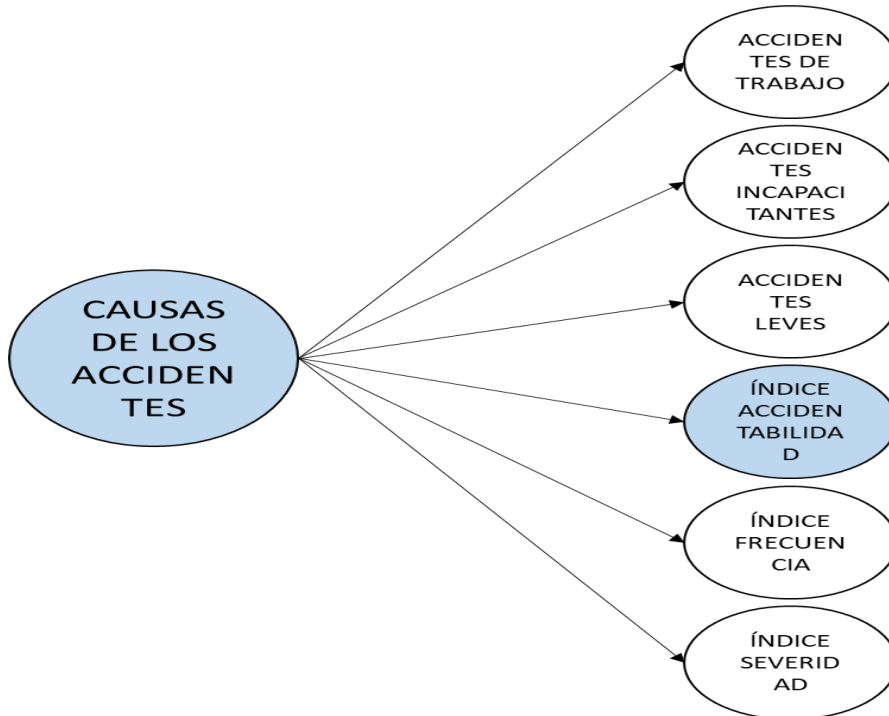 ACCIDEN
TES DE
TRABAJO
ACCIDEN
TES
INCAPACI
TANTES
ACCIDEN
TES
LEVES
CAUSAS
DE LOS
ACCIDEN
TES
ÍNDICE
ACCIDEN
TABILIDA
D
ÍNDICE
FRECUEN
CIA
ÍNDICE
SEVERID
AD